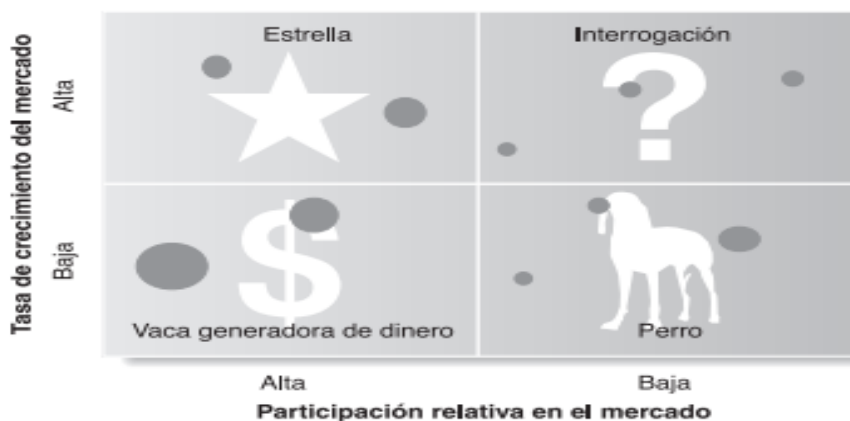 Estrella
Interrogación
Tasa de crecimiento del mercado
Alta
Baja
Vaca generadora de dinero
Perro
Alta
Baja
Participación relativa en el mercado